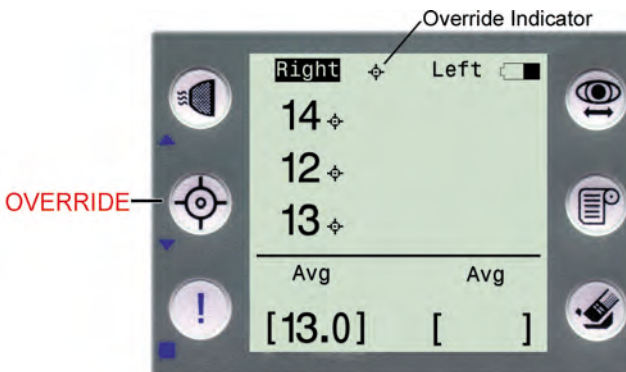 Override Indicator
Right Left
14
12
13
OVERRIDE
Avg Avg
!
[13.0] [ ]